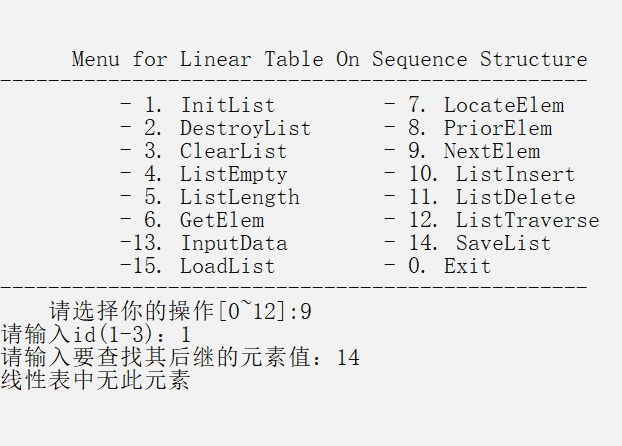 Menu for Linear Table On Sequence Structure
-------------------------------------------------
- 1. InitList - 7. LocateElem
- 2. DestroyList - 8. PriorElem
- 3. ClearList - 9. NextElem
- 4. ListEmpty - 10. ListInsert
- 5. ListLength - 11. ListDelete
- 6. GetElem - 12. ListTraverse
-13. InputData - 14. SaveList
-15. LoadList - 0. Exit
-------------------------------------------------
请选择你的操作[0~12]:9
请输入id(1-3)：1
请输入要查找其后继的元素值：14
线性表中无此元素